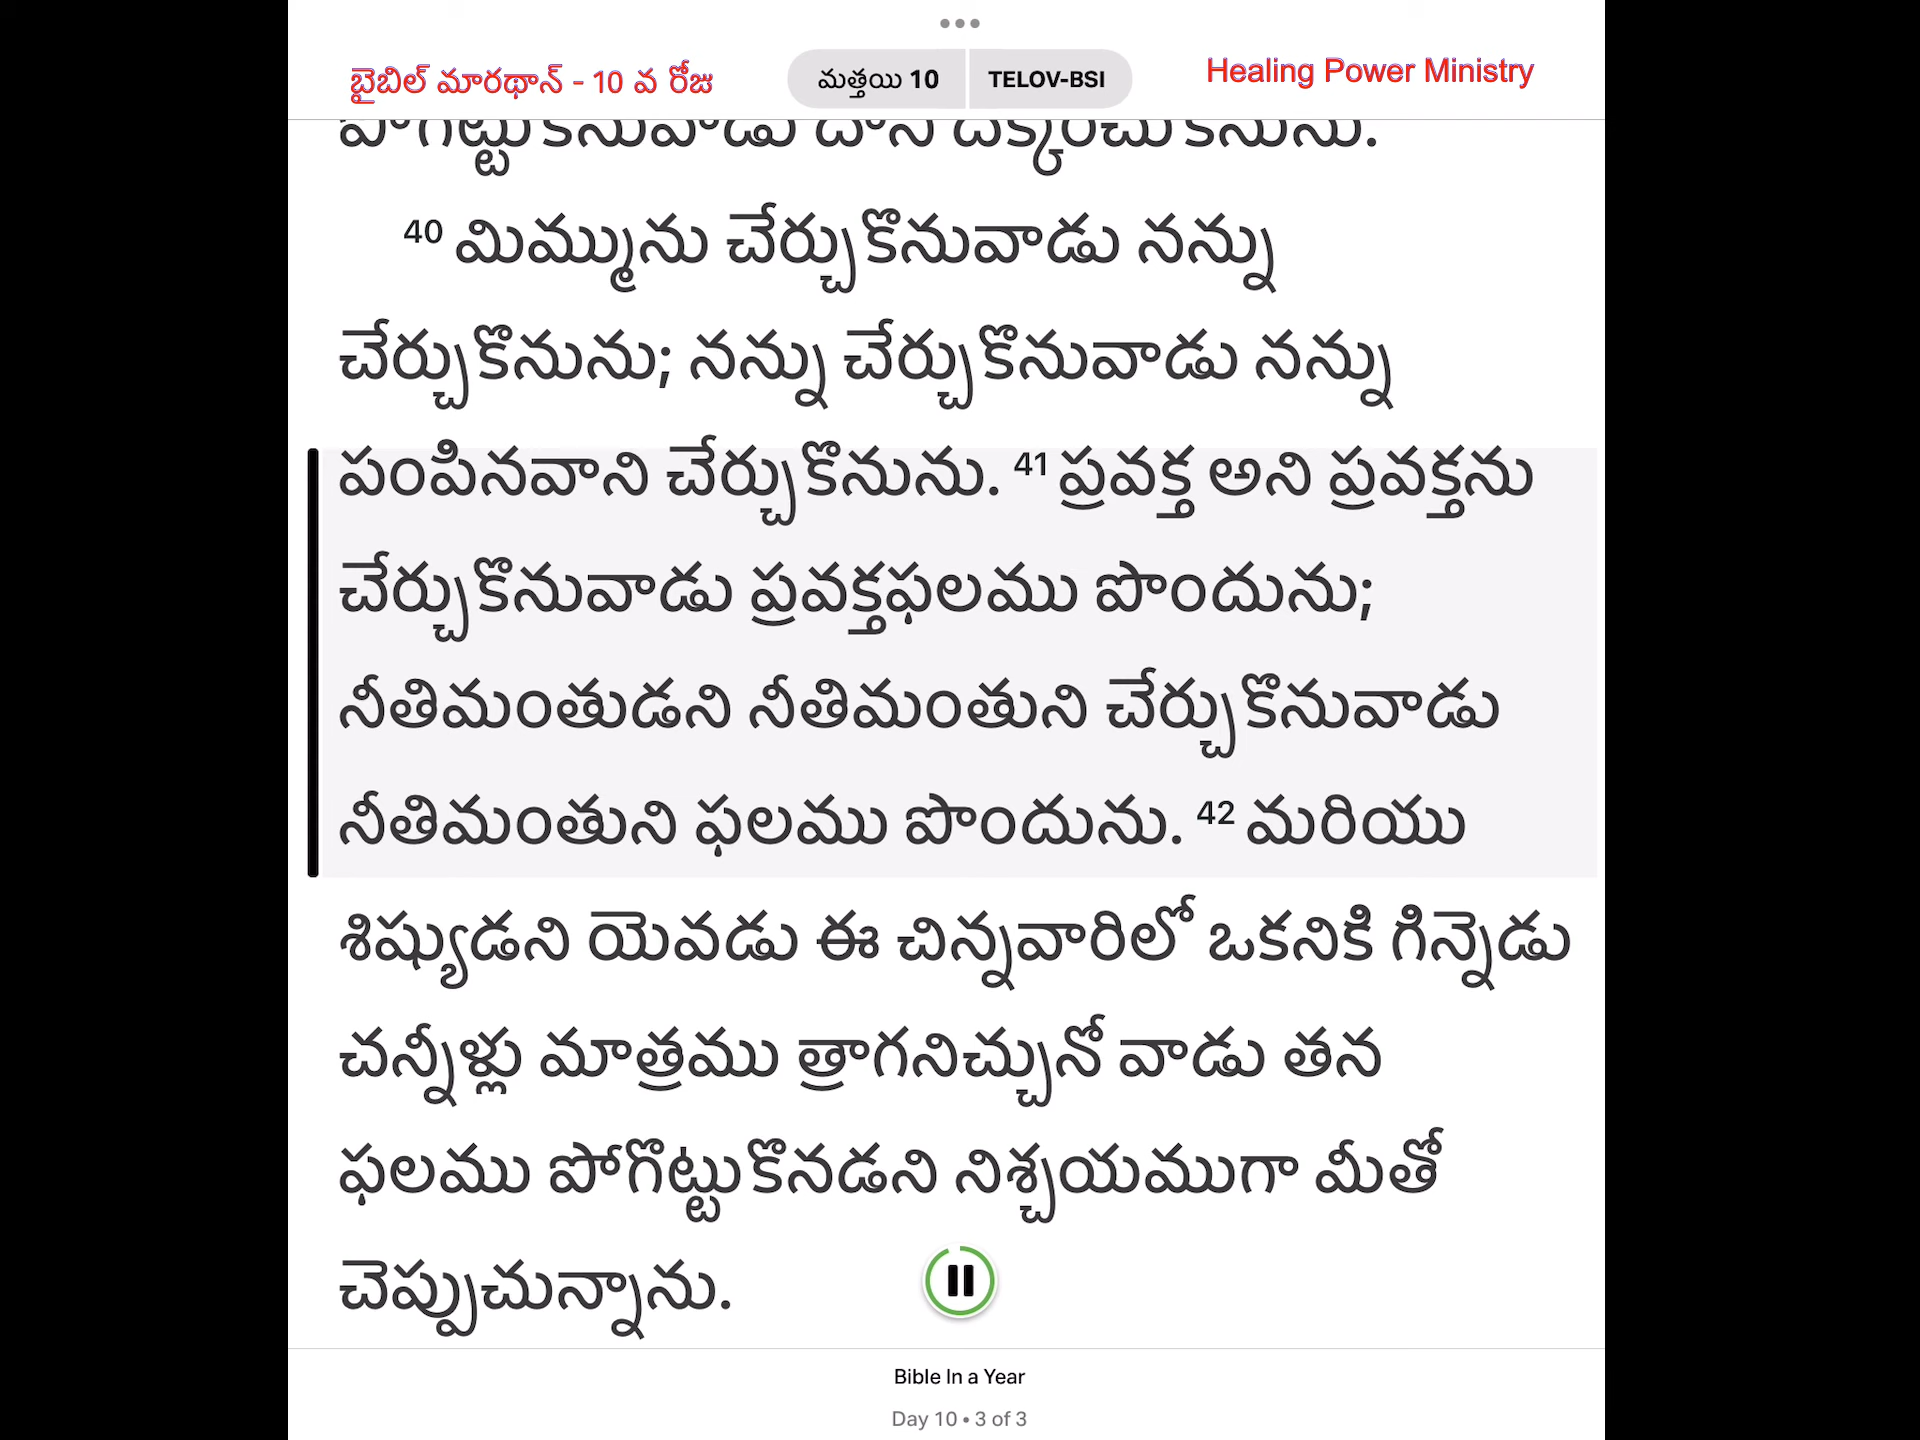 బైబిల్ మారథాన్ - 10 వ రోజు
మత్తయి 10
TELOV-BSI
Healing Power Ministry
పోగొట్టుకొనువాడు దాని దక్కించుకొనును.
40 మిమ్మును చేర్చుకొనువాడు నన్ను
చేర్చుకొనును; నన్ను చేర్చుకొనువాడు నన్ను
పంపినవాని చేర్చుకొనును. 41 ప్రవక్త అని ప్రవక్తను
చేర్చుకొనువాడు ప్రవక్తఫలము పొందును;
నీతిమంతుడని నీతిమంతుని చేర్చుకొనువాడు
నీతిమంతుని ఫలము పొందును. 42 మరియు
శిష్యుడని యెవడు ఈ చిన్నవారిలో ఒకనికి గిన్నెడు
చన్నీళ్లు మాత్రము త్రాగనిచ్చునో వాడు తన
ఫలము పోగొట్టుకొనడని నిశ్చయముగా మీతో
చెప్పుచున్నాను.
Bible In a Year
Day 10 • 3 of 3